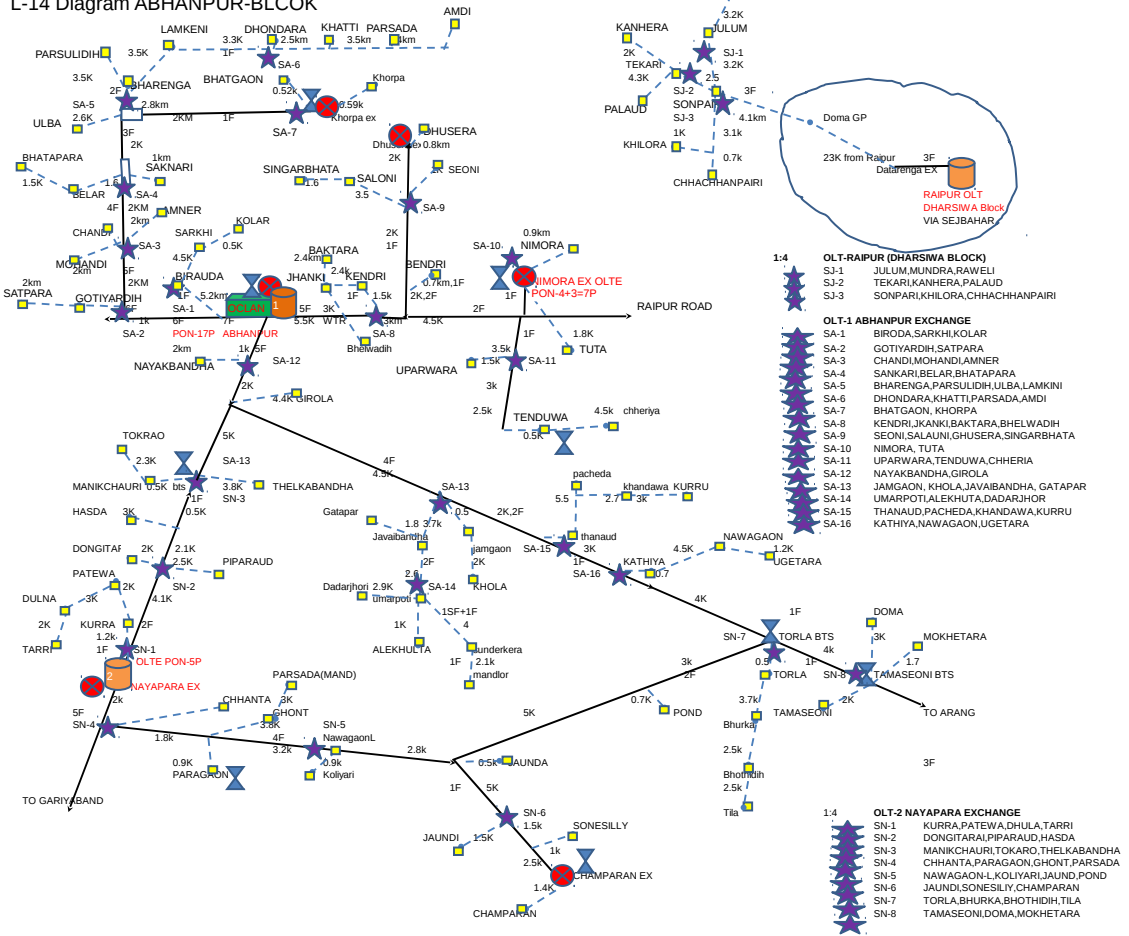 L-14 Diagram ABHANPUR-BLCOK
AMDI
LAMKENI
DHONDARA
KHATTI
PARSADA
3.3K
2.5km
3.5km
4km
1F
PARSULIDIH
3.5K
SA-6
3.5K
BHARENGA
BHATGAON
Khorpa
2F
0.52k
SA-5
2.8km
0.59k
2.6K
2KM
1F
Khorpa ex
ULBA
SA-7
3F
2K
DHUSERA
0.8km
2K
BHATAPARA
1km
SAKNARI
SINGARBHATA
SALONI
SEONI
1.5K
1.6
1.6
3.5
BELAR
SA-4
SA-9
4F
2KM
AMNER
2km
KOLAR
CHANDI
SARKHI
SA-3
0.5K
2K
1F
4.5K
MOHANDI
2km
5F
2KM
BAKTARA
2.4km
2.4k
BENDRI
0.7km,1F
2km
BIRAUDA
JHANKI
KENDRI
SATPARA
GOTIYARDIH
1F
5.2km
OCLAN
1
1F
1.5k
2K,2F
SA-1
5F
3K
1k
6F
7F
5.5K
WTR
3km
4.5K
SA-2
PON-17P
ABHANPUR
SA-8
Bhelwadih
0.9km
SA-10
NIMORA
NIMORA EX OLTE
PON-4+3=7P
1F
2F
RAIPUR ROAD
1F
1.8K
3.5k
TUTA
1.5k
SA-11
UPARWARA
3k
2.5k
TENDUWA
4.5k
chheriya
0.5K
2km
1k
5F
SA-12
NAYAKBANDHA
2K
4.4K
GIROLA
TOKRAO
5K
2.3K
SA-13
MANIKCHAURI
0.5K
bts
3.8K
THELKABANDHA
1F
SN-3
HASDA
3K
0.5K
DONGITAR
2K
2.1K
2.5K
PIPARAUD
PATEWA
SN-2
2K
4.1K
DULNA
3K
2K
KURRA
2F
1.2k
TARRI
1F
SN-1
OLTE PON-5P
2
NAYAPARA EX
2k
5F
SN-4
4F
4.5K
SA-13
Gatapar
0.5
2K,2F
1.8
3.7k
Javaibandha
jamgaon
2F
2K
2.6
KHOLA
Dadarjhori
2.9K
SA-14
umarpoti
1SF+1F
1K
4
ALEKHULTA
sunderkera
1F
2.1k
mandlor
pacheda
khandawa
KURRU
5.5
2.7
3k
thanaud
SA-15
3K
1F
KATHIYA
SA-16
0.7
4.5K
NAWAGAON
1.2K
UGETARA
4K
1F
SN-7
TORLA BTS
DOMA
3K
MOKHETARA
4k
3k
2F
0.5
1F
1.7
SN-8
TAMASEONI BTS
TORLA
3.7k
2K
TAMASEONI
TO ARANG
Bhurka
2.5k
3F
Bhothidih
2.5k
Tila
0.7K
POND
5K
PARSADA(MAND)
CHHANTA
3K
GHONT
3.8K
SN-5
4F
NawagaonL
1.8k
3.2k
2.8k
0.9K
0.9k
PARAGAON
Koliyari
TO GARIYABAND
0.5k
JAUNDA
1F
5K
SN-6
1.5k
SONESILLY
JAUNDI
1.5K
1k
2.5k
CHAMPARAN EX
1.4K
CHAMPARAN
3.2K
KANHERA
JULUM
2K
SJ-1
3.2K
TEKARI
4.3K
2.5
SJ-2
3F
PALAUD
SONPAI
4.1km
SJ-3
Doma GP
1K
3.1k
KHILORA
0.7k
CHHACHHANPAIRI
23K from Raipur
3F
Datarenga EX
RAIPUR OLT
DHARSIWA Block
VIA SEJBAHAR
1:4 OLT-RAIPUR (DHARSIWA BLOCK)
SJ-1 JULUM,MUNDRA,RAWELI
SJ-2 TEKARI,KANHERA,PALAUD
SJ-3 SONPARI,KHILORA,CHHACHHANPAIRI
OLT-1 ABHANPUR EXCHANGE
SA-1 BIRODA,SARKHI,KOLAR
SA-2 GOTIYARDIH,SATPARA
SA-3 CHANDI,MOHANDI,AMNER
SA-4 SANKARI,BELAR,BHATAPARA
SA-5 BHARENGA,PARSULIDIH,ULBA,LAMKINI
SA-6 DHONDARA,KHATTI,PARSADA,AMDI
SA-7 BHATGAON, KHORPA
SA-8 KENDRI,JKANKI,BAKTARA,BHELWADIH
SA-9 SEONI,SALAUNI,GHUSERA,SINGARBHATA
SA-10 NIMORA, TUTA
SA-11 UPARWARA,TENDUWA,CHHERIA
SA-12 NAYAKBANDHA,GIROLA
SA-13 JAMGAON, KHOLA,JAVAIBANDHA, GATAPAR
SA-14 UMARPOTI,ALEKHUTA,DADARJHOR
SA-15 THANAUD,PACHEDA,KHANDAWA,KURRU
SA-16 KATHIYA,NAWAGAON,UGETARA
1:4 OLT-2 NAYAPARA EXCHANGE
SN-1 KURRA,PATEWA,DHULA,TARRI
SN-2 DONGITARAI,PIPARAUD,HASDA
SN-3 MANIKCHAURI,TOKARO,THELKABANDHA
SN-4 CHHANTA,PARAGAON,GHONT,PARSADA
SN-5 NAWAGAON-L,KOLIYARI,JAUND,POND
SN-6 JAUNDI,SONESILIY,CHAMPARAN
SN-7 TORLA,BHURKA,BHOTHIDIH,TILA
SN-8 TAMASEONI,DOMA,MOKHETARA